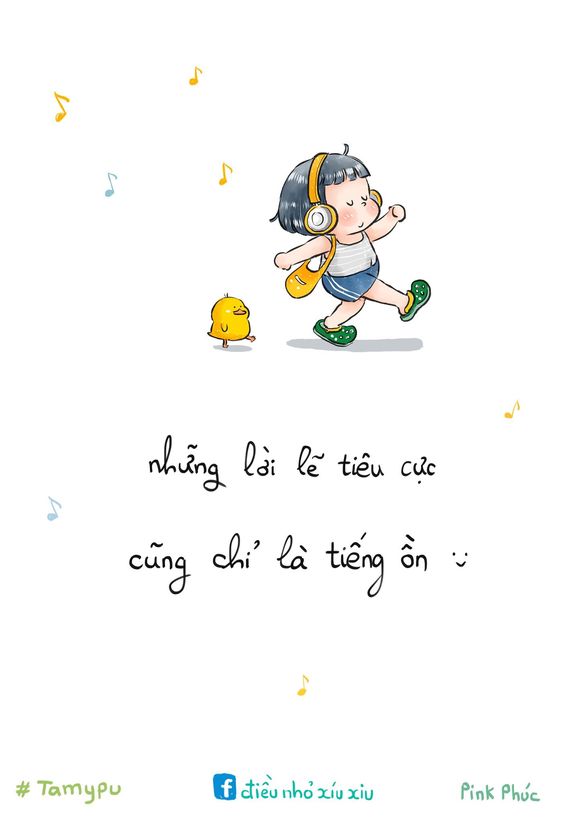 những lời lẽ tiêu cực
cũng chỉ là tiếng ồn
# Tamypu
f điều nhỏ xíu xiu
Pink Phúc